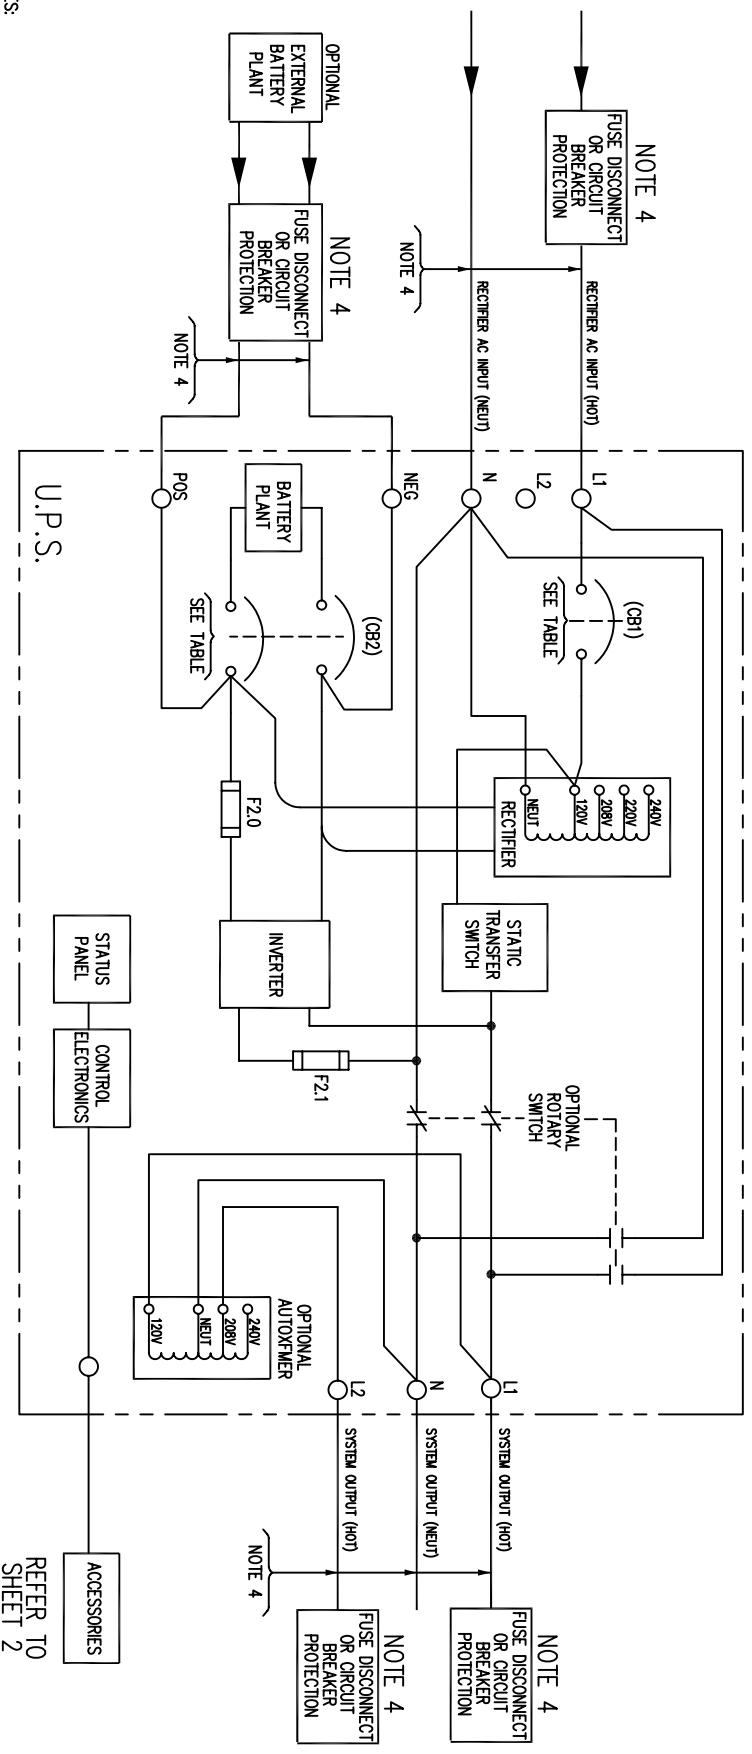 NOTE 4
FUSE DISCONNECT
OR CIRCUIT
BREAKER
PROTECTION
RECTIFIER AC INPUT (HOT)
RECTIFIER AC INPUT (NEUT)
NOTE 4
OPTIONAL
EXTERNAL
BATTERY
PLANT
NOTE 4
FUSE DISCONNECT
OR CIRCUIT
BREAKER
PROTECTION
NOTE 4
L1
L2
N
NEG
POS
BATTERY
PLANT
U.P.S.
(CB1)
SEE TABLE
(CB2)
SEE TABLE
240V
220V
208V
120V
NEUT
RECTIFIER
STATIC
TRANSFER
SWITCH
F2.0
INVERTER
F2.1
STATUS
PANEL
CONTROL
ELECTRONICS
OPTIONAL
ROTARY
SWITCH
OPTIONAL
AUTOXFMER
240V
208V
NEUT
120V
L1
N
L2
SYSTEM OUTPUT (HOT)
SYSTEM OUTPUT (NEUT)
SYSTEM OUTPUT (HOT)
NOTE 4
NOTE 4
FUSE DISCONNECT
OR CIRCUIT
BREAKER
PROTECTION
NOTE 4
FUSE DISCONNECT
OR CIRCUIT
BREAKER
PROTECTION
ACCESSORIES
REFER TO
SHEET 2